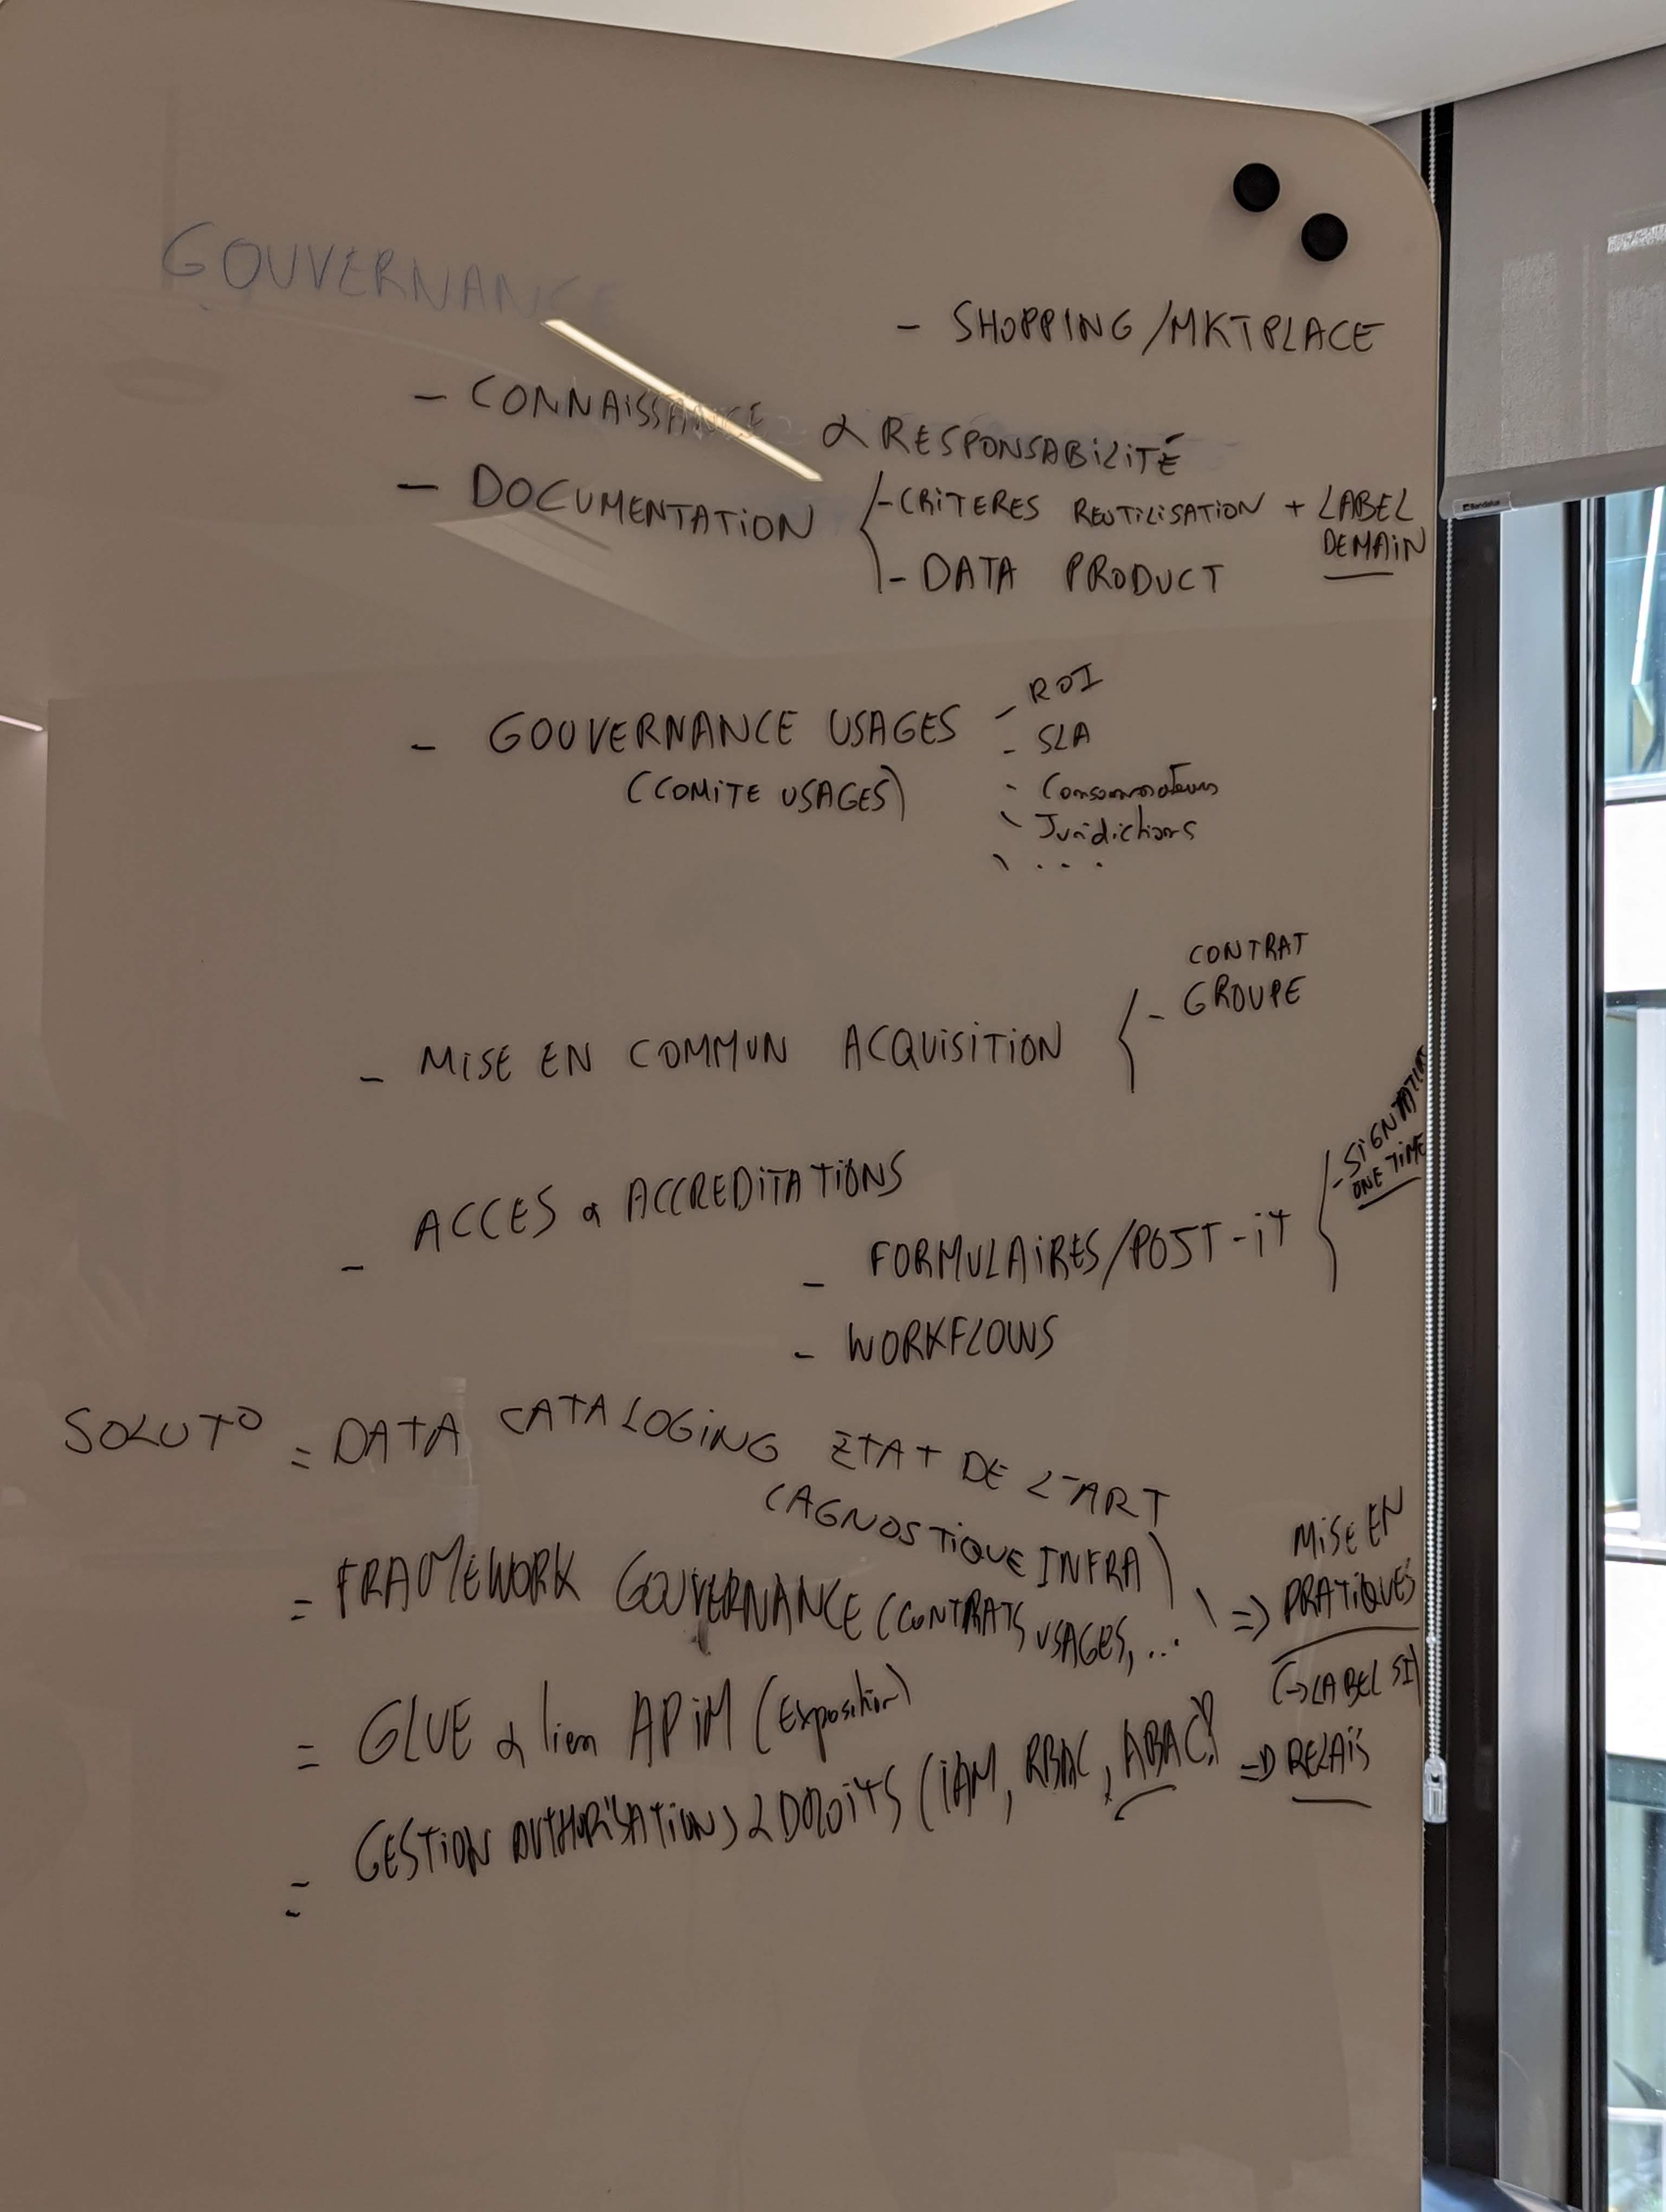 GOUVERNANCE
- SHOPPING/MKTPLACE
- CONNAISSANCE & RESPONSABILITÉ
- DOCUMENTATION
- CRITERES REUTILISATION + LABEL
DEMAIN
- DATA PRODUCT
- GOUVERNANCE USAGES
(COMITE USAGES)
- ROI
- SLA
- Consommateurs
- Juridictions
- ...
- MISE EN COMMUN ACQUISITION
- CONTRAT
GROUPE
- ACCES & ACCREDITATIONS
- FORMULAIRES/POST-it
- SIGNATURE
ONE TIME
- WORKFLOWS
SOLUTO
= DATA CATALOGING ETAT DE L'ART
(AGNOSTIQUE INFRA)
= FRAMEWORK GOUVERNANCE (CONTRATS, USAGES, ...
=> MISE EN
PRATIQUES
(→LABEL SI)
= GLUE & lien APiM (Exposition)
= GESTION AUTHORISATIONS & DROITS (IAM, RBAC, ABAC)
=> RELAIS